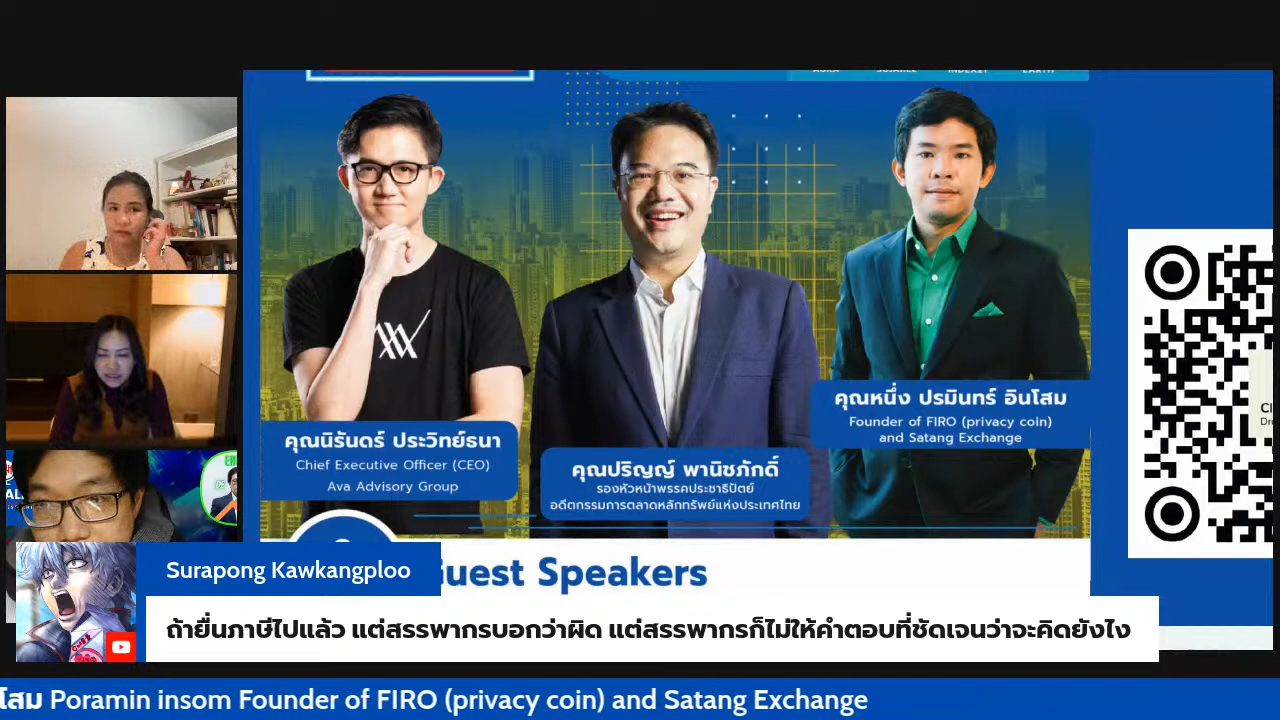 คุณนิรันดร์ ประวิทย์ธนา
Chief Executive Officer (CEO)
Ava Advisory Group
คุณปริญญ์ พานิชภักดิ์
รองหัวหน้าพรรคประชาธิปัตย์
อดีตกรรมการตลาดหลักทรัพย์แห่งประเทศไทย
คุณหนึ่ง ปรมินทร์ อินโสม
Founder of FIRO (privacy coin)
and Satang Exchange
Guest Speakers
Surapong Kawkangploo
ถ้ายื่นภาษีไปแล้ว แต่สรรพากรบอกว่าผิด แต่สรรพากรก็ไม่ให้คำตอบที่ชัดเจนว่าจะคิดยังไง
โสม Poramin insom Founder of FIRO (privacy coin) and Satang Exchange